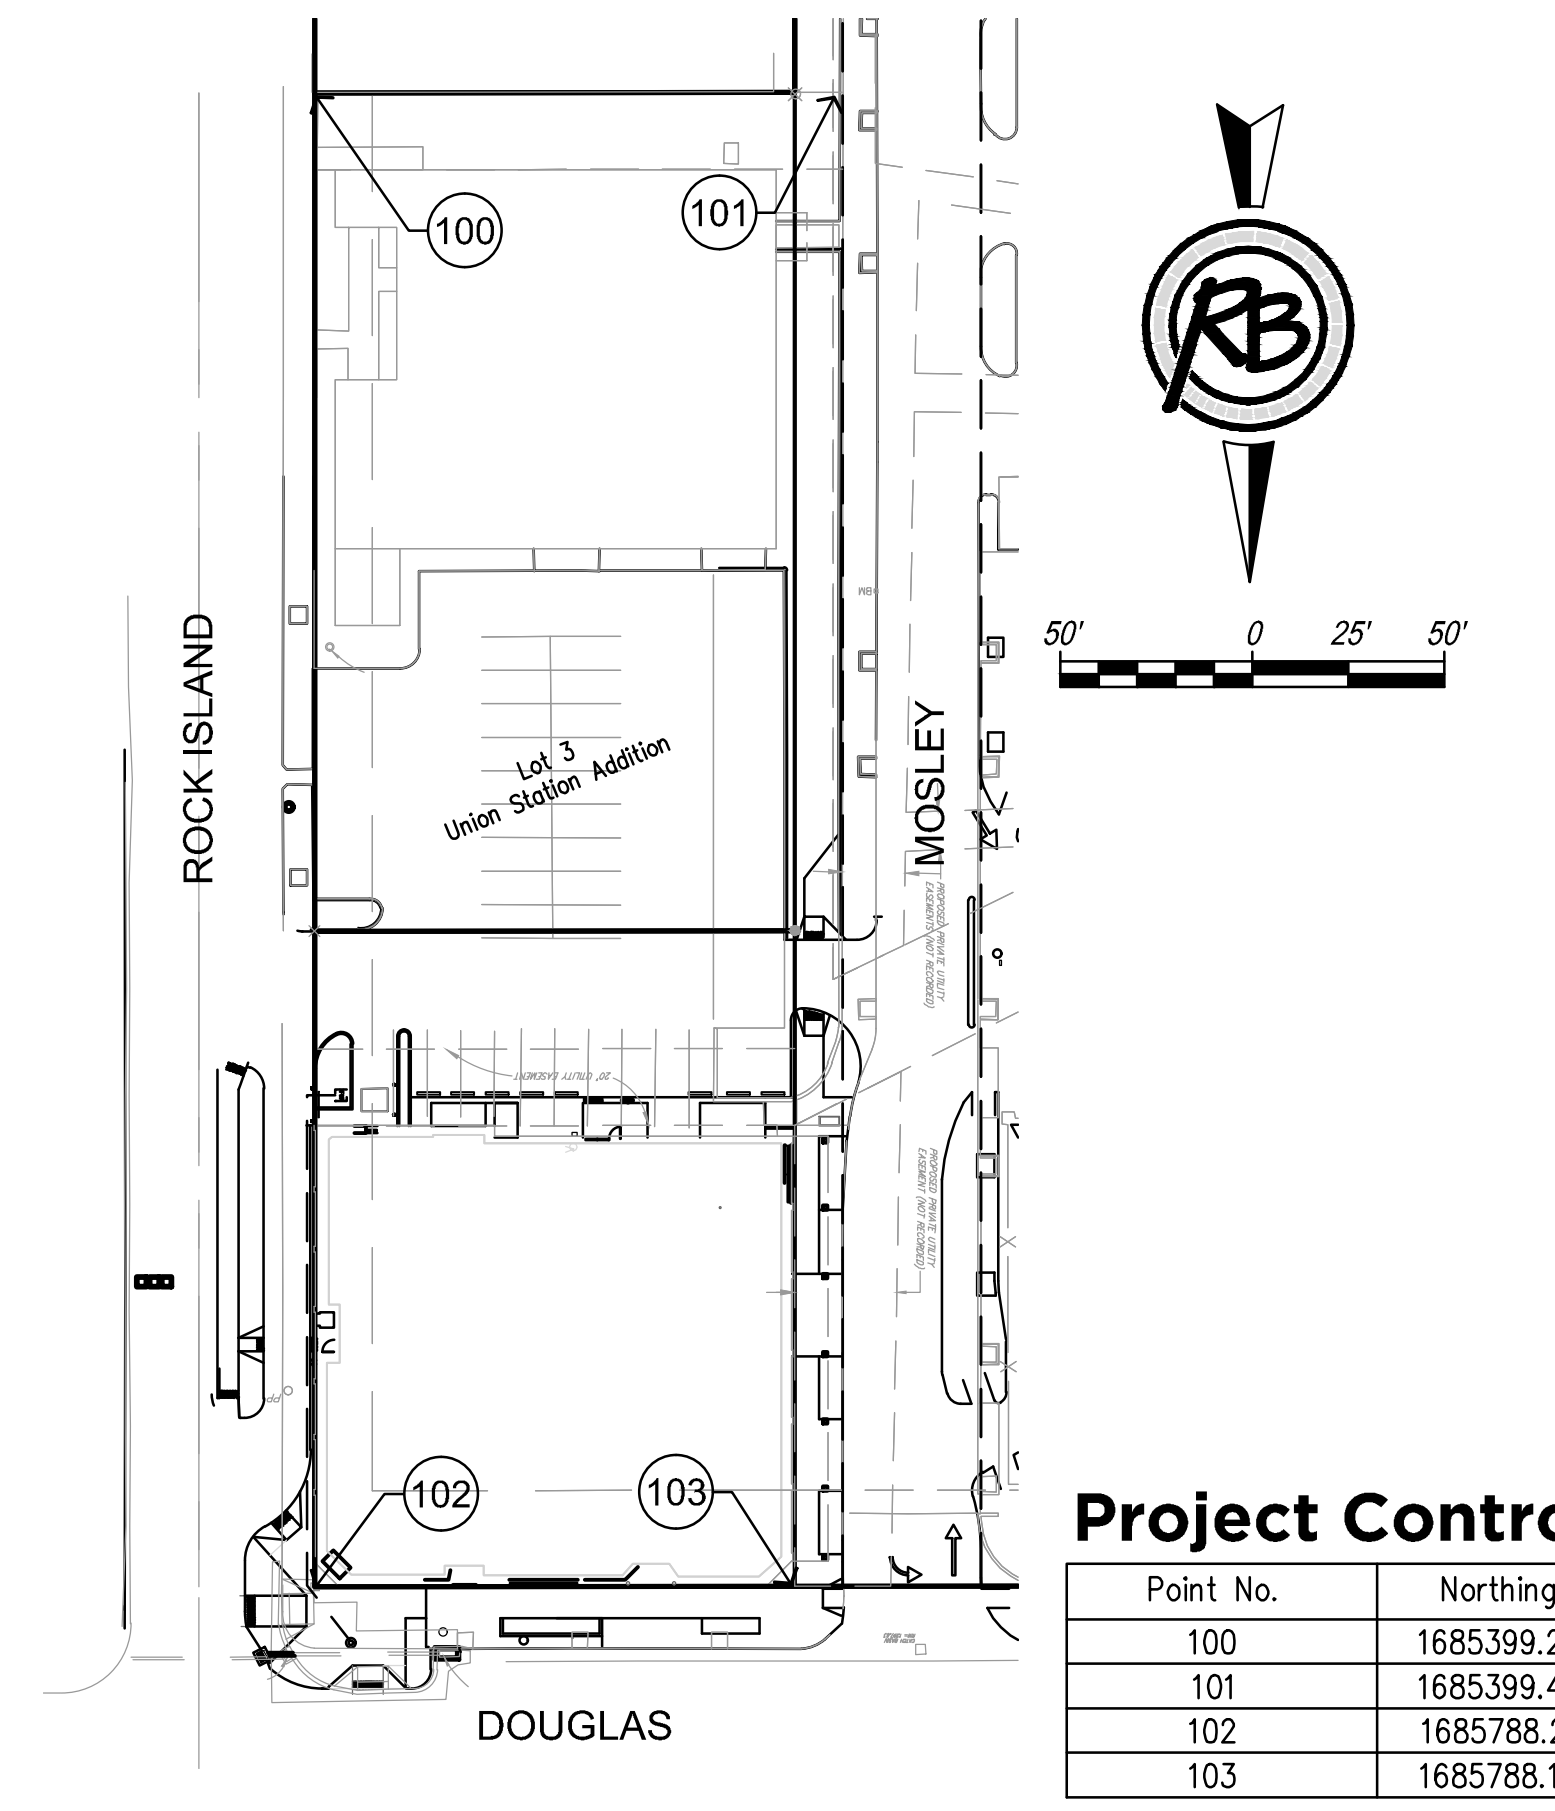 100
101
RB
50' 0 25' 50'
BM
ROCK ISLAND
MOSLEY
Lot 3
Union Station Addition
PROPOSED PRIVATE UTILITY
EASEMENTS (NOT RECORDED)
20' UTILITY EASEMENT
PROPOSED PRIVATE UTILITY
EASEMENT (NOT RECORDED)
PP
102
103
DOUGLAS
Project Contro
Point No. Northing
100 1685399.2
101 1685399.4
102 1685788.2
103 1685788.1